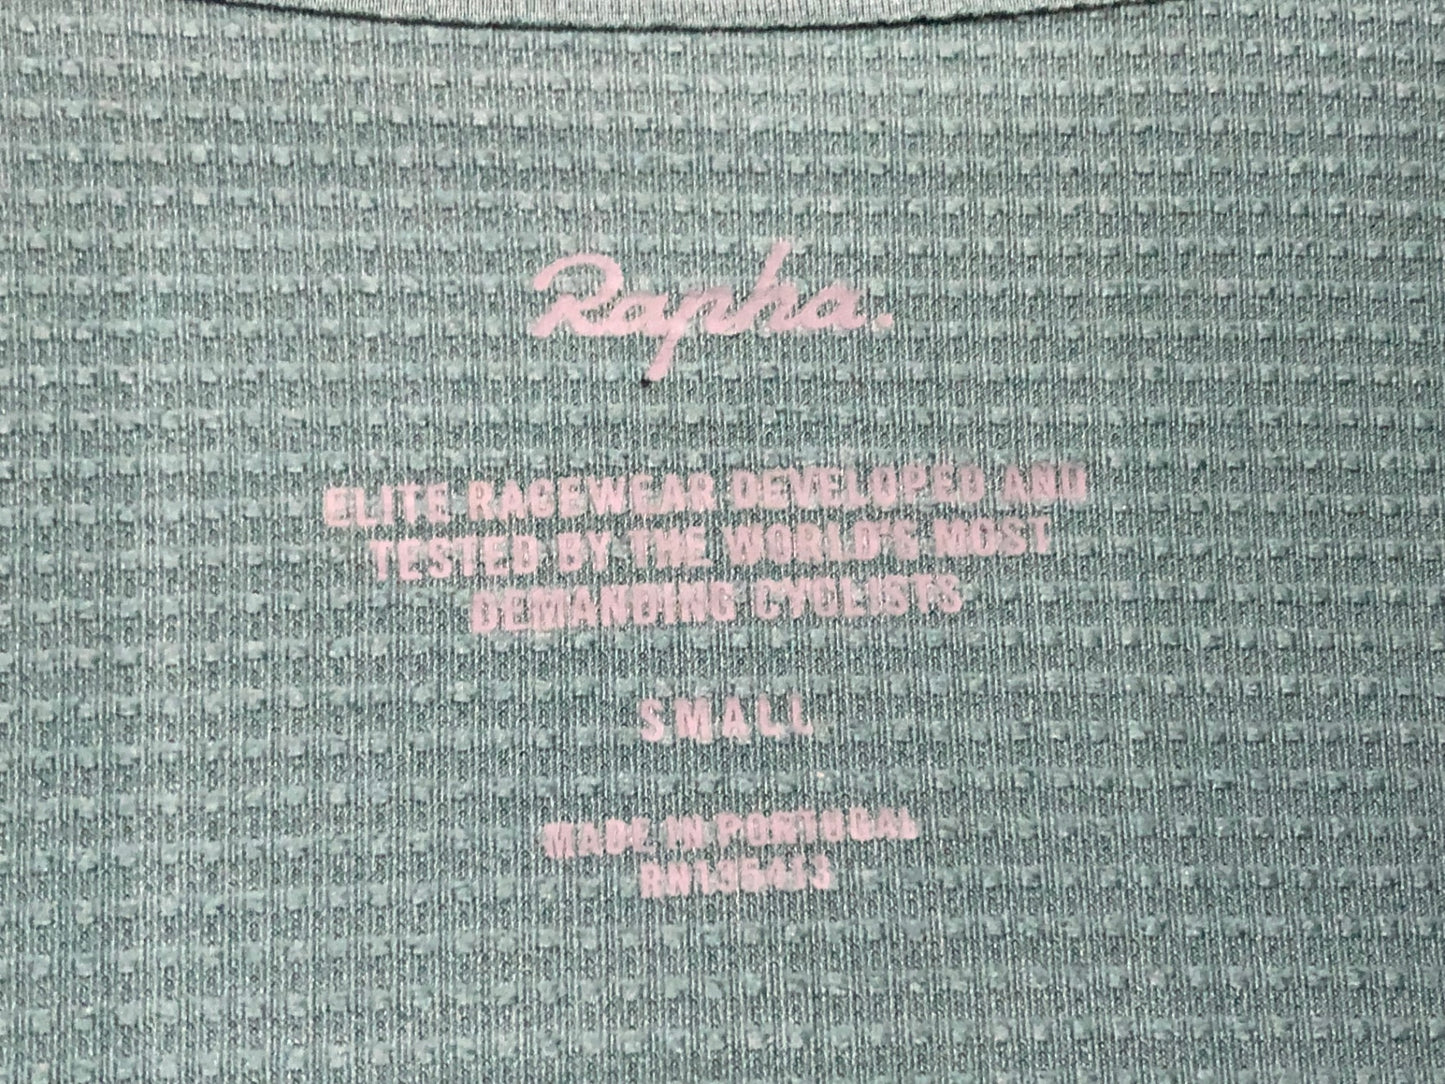 Rapha.
ELITE RACEWEAR DEVELOPED AND
TESTED BY THE WORLD'S MOST
DEMANDING CYCLISTS
SMALL
MADE IN PORTUGAL